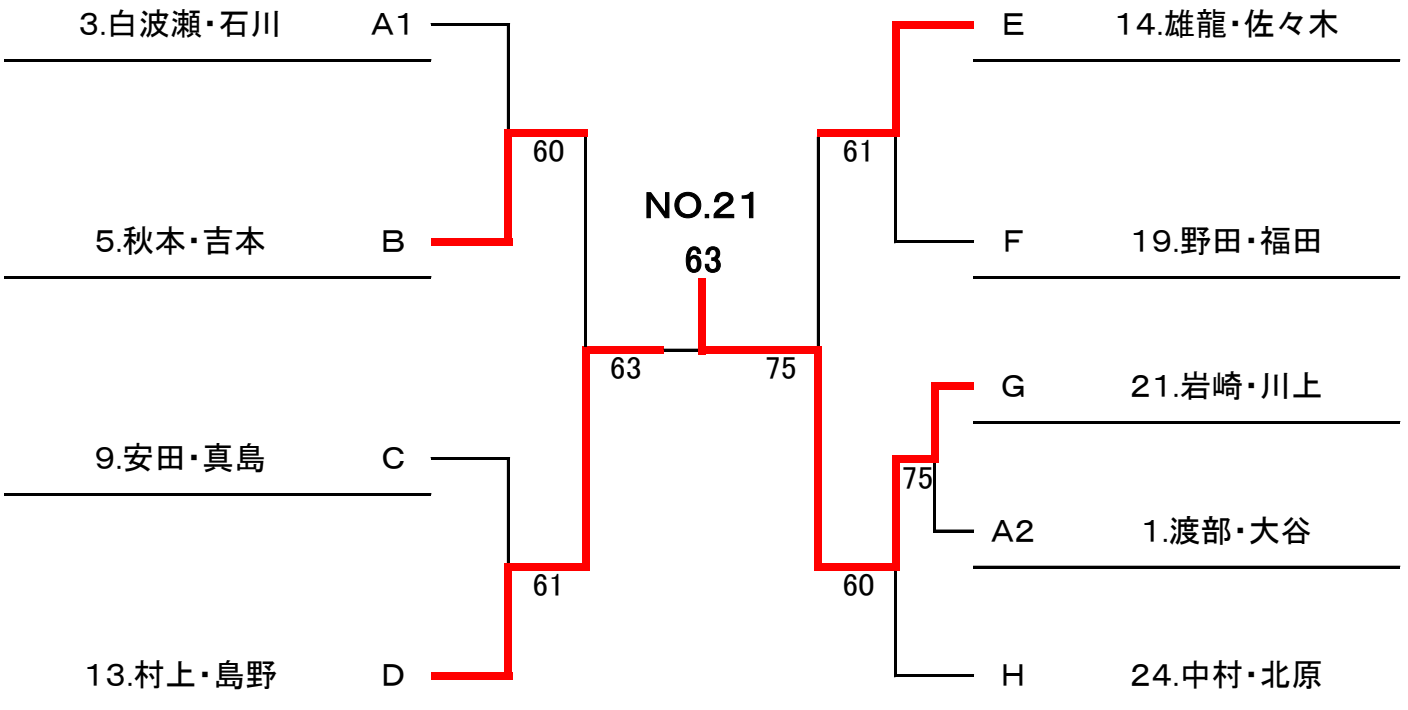 3.白波瀬・石川 A1
60
5.秋本・吉本 B
63
9.安田・真島 C
61
13.村上・島野 D
NO.21
63
E 14.雄龍・佐々木
61
F 19.野田・福田
75
G 21.岩崎・川上
75
A2 1.渡部・大谷
60
H 24.中村・北原